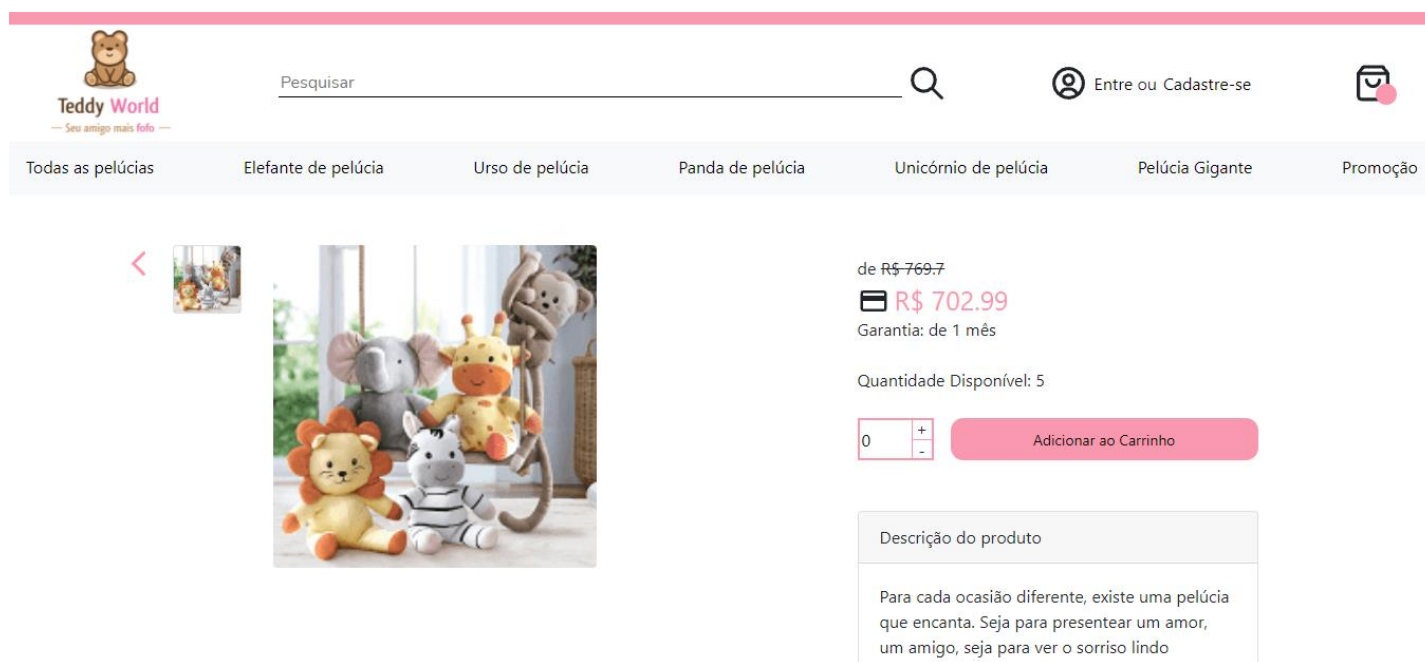 Teddy World
— Seu amigo mais fofo —
Pesquisar
Entre ou Cadastre-se
Todas as pelúcias
Elefante de pelúcia
Urso de pelúcia
Panda de pelúcia
Unicórnio de pelúcia
Pelúcia Gigante
Promoção
de R$ 769.7
R$ 702.99
Garantia: de 1 mês
Quantidade Disponível: 5
0
+
-
Adicionar ao Carrinho
Descrição do produto
Para cada ocasião diferente, existe uma pelúcia
que encanta. Seja para presentear um amor,
um amigo, seja para ver o sorriso lindo